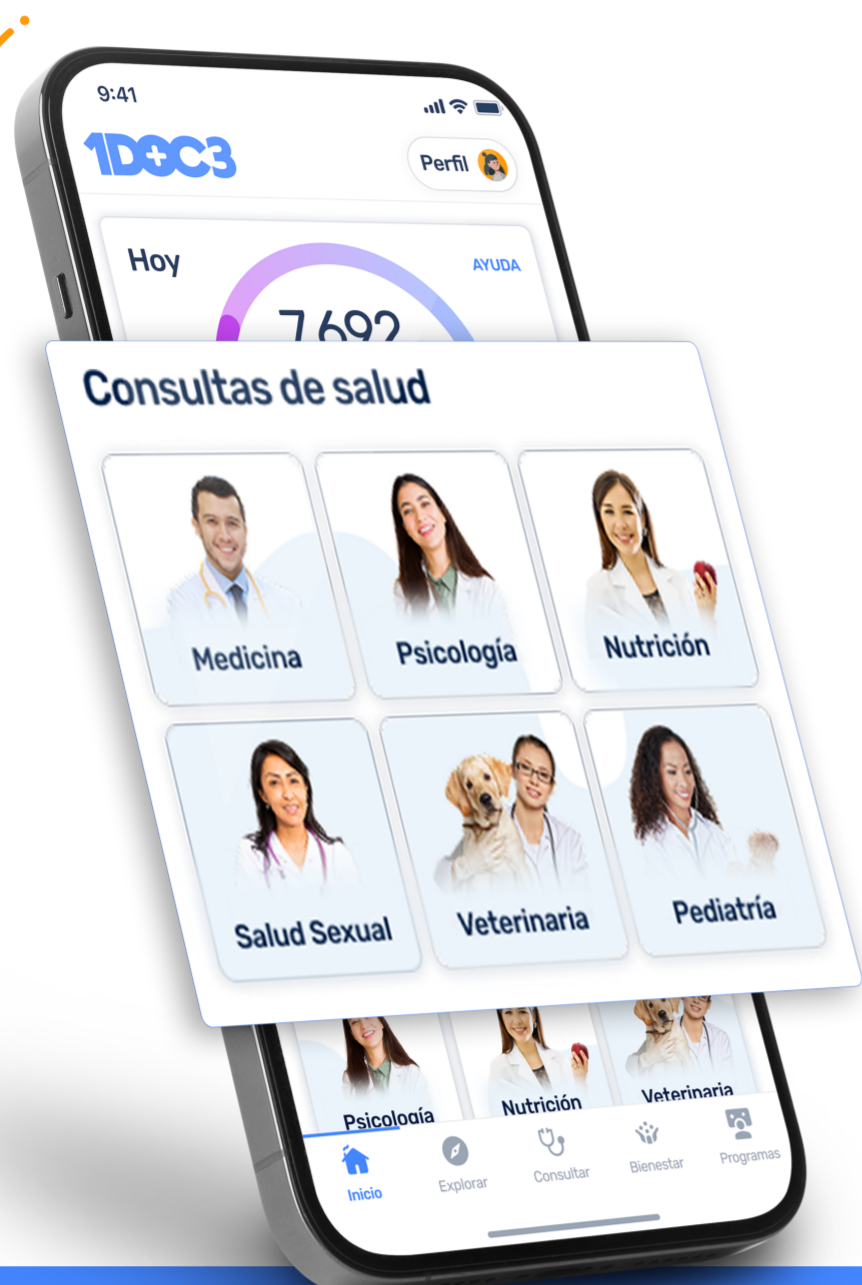 9:41
1DOC3
Perfil
Hoy
AYUDA
7.692
Consultas de salud
Medicina
Psicología
Nutrición
Salud Sexual
Veterinaria
Pediatría
Psicología
Nutrición
Veterinaria
Inicio
Explorar
Consultar
Bienestar
Programas